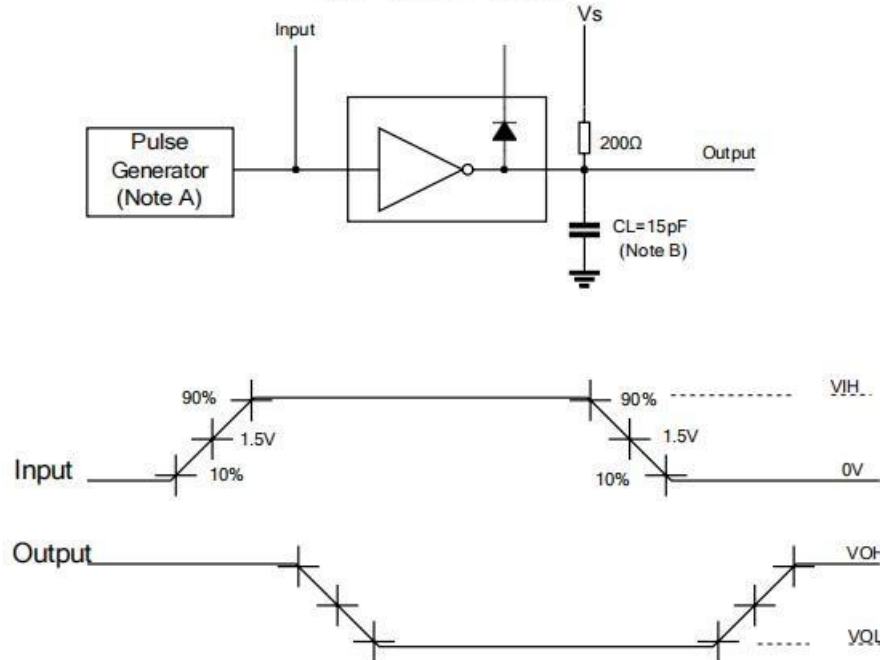 Input
Vs
Pulse
Generator
(Note A)
200Ω
Output
CL=15pF
(Note B)
90%
90%
VIH
1.5V
1.5V
Input
10%
10%
0V
Output
VOH
VOL